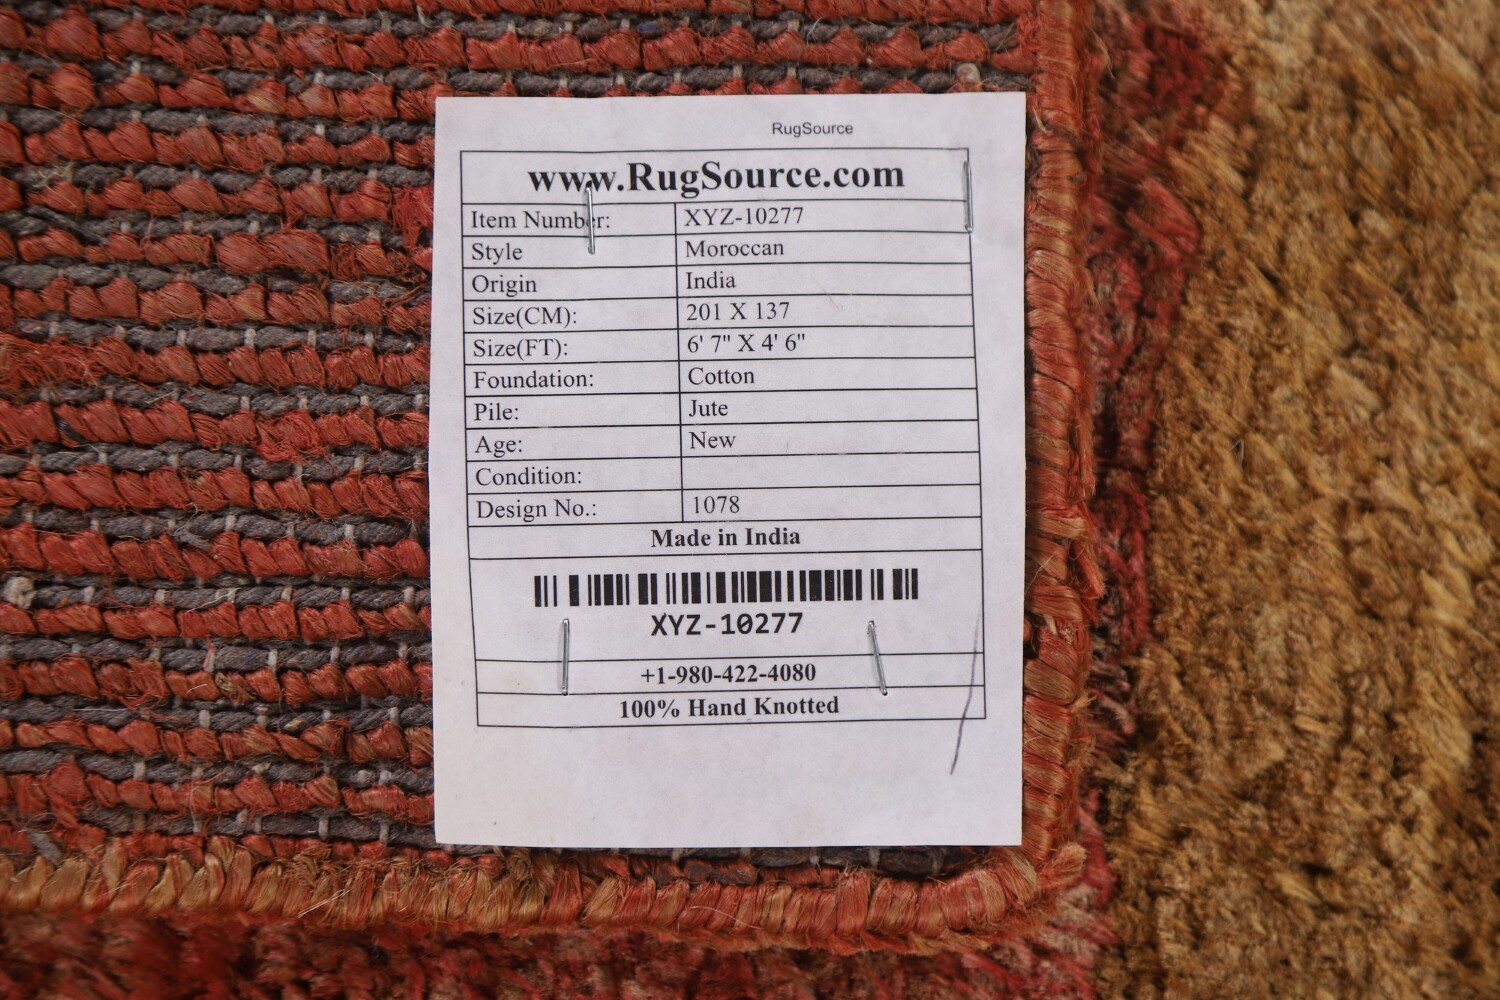 RugSource
www.RugSource.com
Item Number: XYZ-10277
Style Moroccan
Origin India
Size(CM): 201 X 137
Size(FT): 6' 7" X 4' 6"
Foundation: Cotton
Pile: Jute
Age: New
Condition:
Design No.: 1078
Made in India
XYZ-10277
+1-980-422-4080
100% Hand Knotted